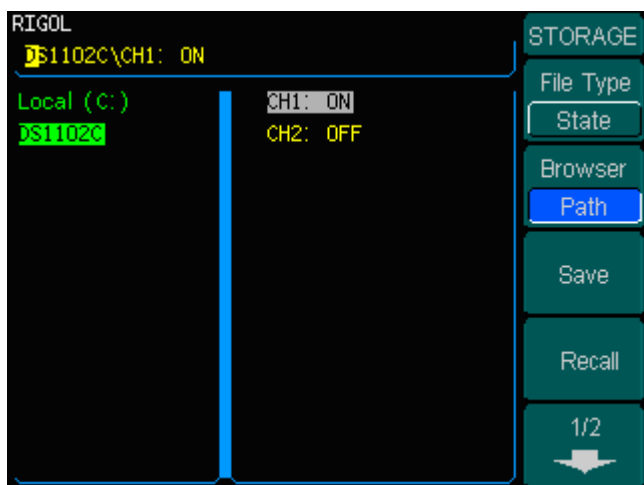 RIGOL
DS1102C\CH1: ON
Local (C:)
DS1102C
CH1: ON
CH2: OFF
STORAGE
File Type
State
Browser
Path
Save
Recall
1/2